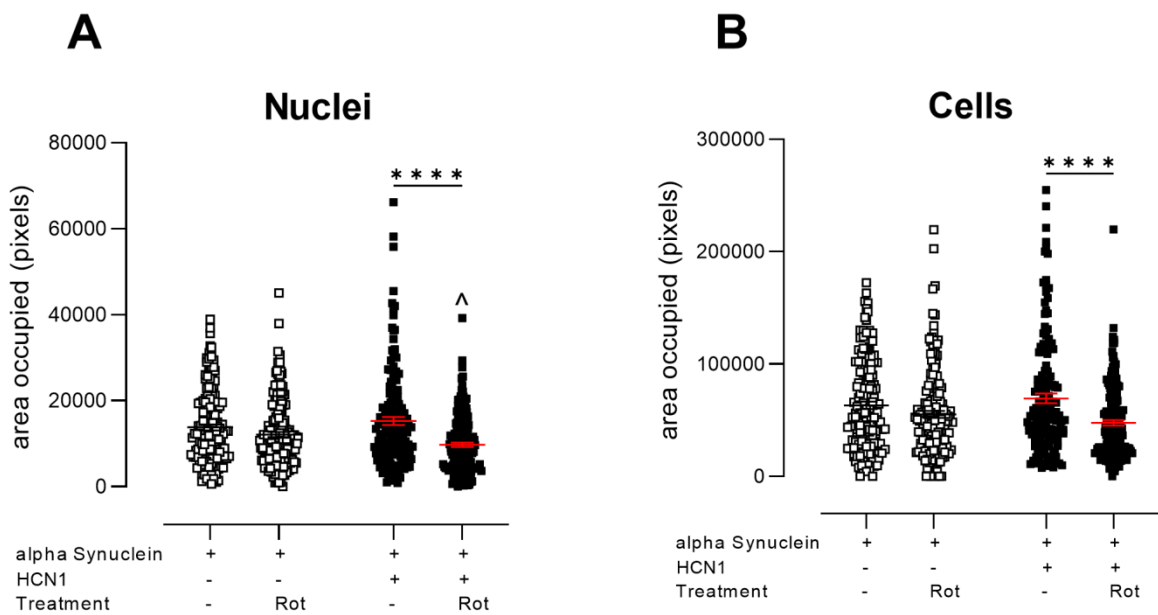 A
Nuclei
area occupied (pixels)
80000
60000
40000
20000
0
* * * *
^
alpha Synuclein + + + +
HCN1 - - + +
Treatment - Rot - Rot
B
Cells
area occupied (pixels)
300000
200000
100000
0
* * * *
alpha Synuclein + + + +
HCN1 - - + +
Treatment - Rot - Rot